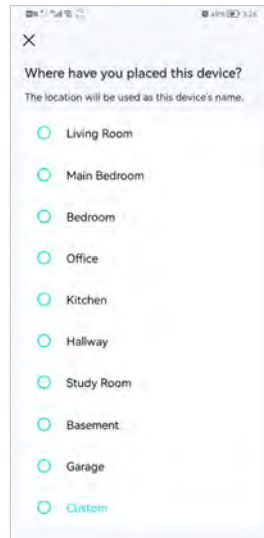 Where have you placed this device?
The location will be used as this device's name.
Living Room
Main Bedroom
Bedroom
Office
Kitchen
Hallway
Study Room
Basement
Garage
Custom